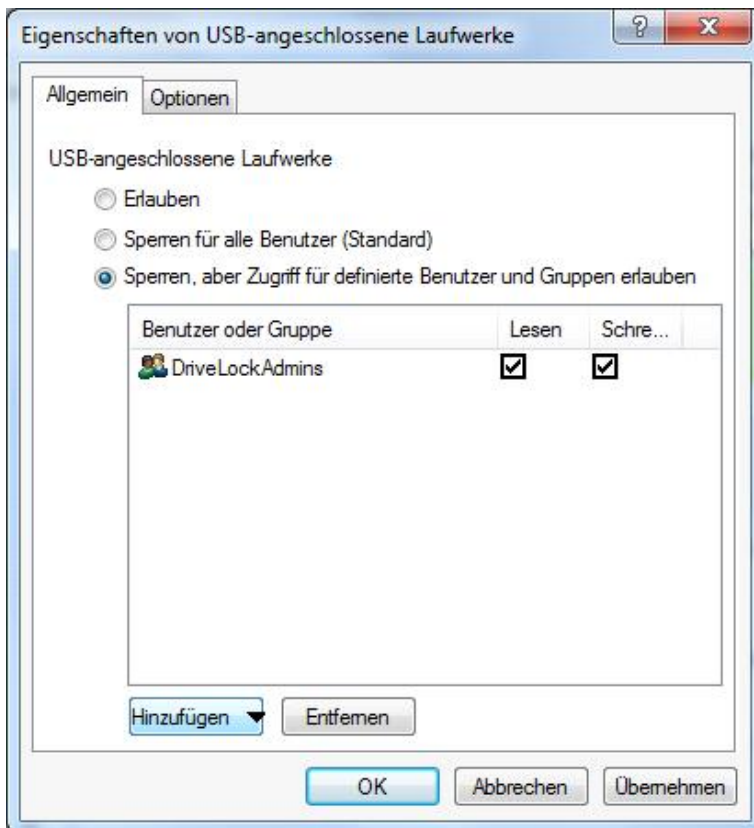 Eigenschaften von USB-angeschlossene Laufwerke
Allgemein Optionen
USB-angeschlossene Laufwerke
Erlauben
Sperren für alle Benutzer (Standard)
Sperren, aber Zugriff für definierte Benutzer und Gruppen erlauben
Benutzer oder Gruppe Lesen Schre...
DriveLockAdmins
Hinzufügen Entfernen
OK Abbrechen Übernehmen